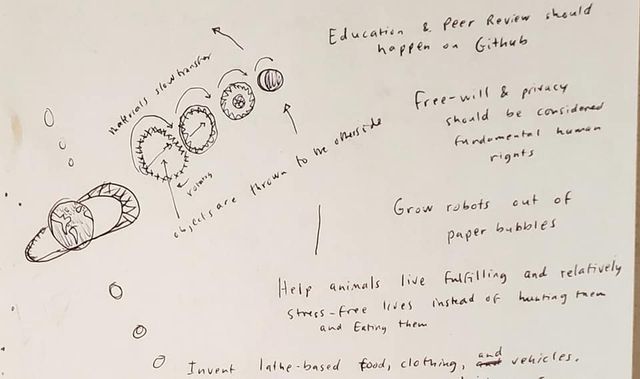 Education & Peer Review should
happen on Github
materials slow transfer
Free-will & privacy
should be considered
fundamental human
rights
rotating
objects are thrown to the otherside
Grow robots out of
paper bubbles
Help animals live fulfilling and relatively
stress-free lives instead of hunting them
and Eating them
Invent lathe-based food, clothing, and vehicles.